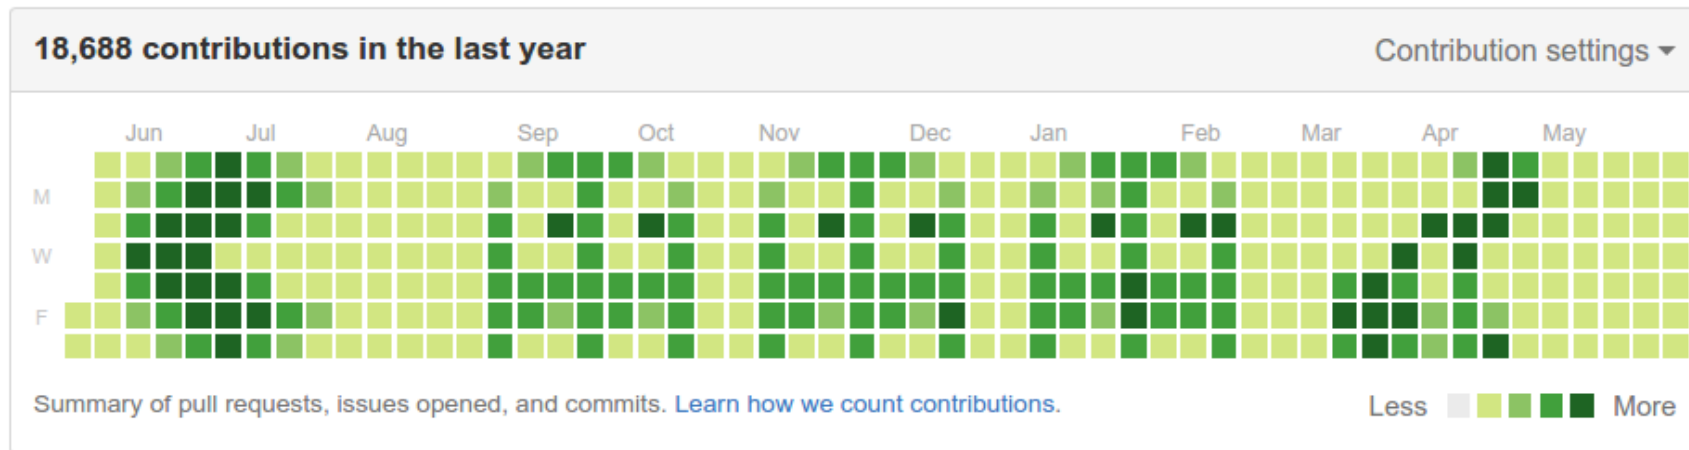 18,688 contributions in the last year
Contribution settings
Jun Jul Aug Sep Oct Nov Dec Jan Feb Mar Apr May
M
W
F
Summary of pull requests, issues opened, and commits. Learn how we count contributions.
Less More